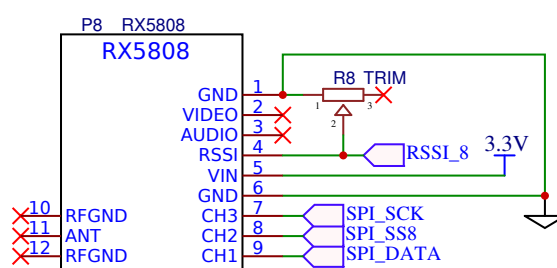 P8 RX5808
RX5808
GND 1
VIDEO 2
AUDIO 3
RSSI 4
VIN 5
GND 6
CH3 7
CH2 8
CH1 9
10 RFGND
11 ANT
12 RFGND
R8 TRIM
1 3
2
RSSI_8
3.3V
SPI_SCK
SPI_SS8
SPI_DATA